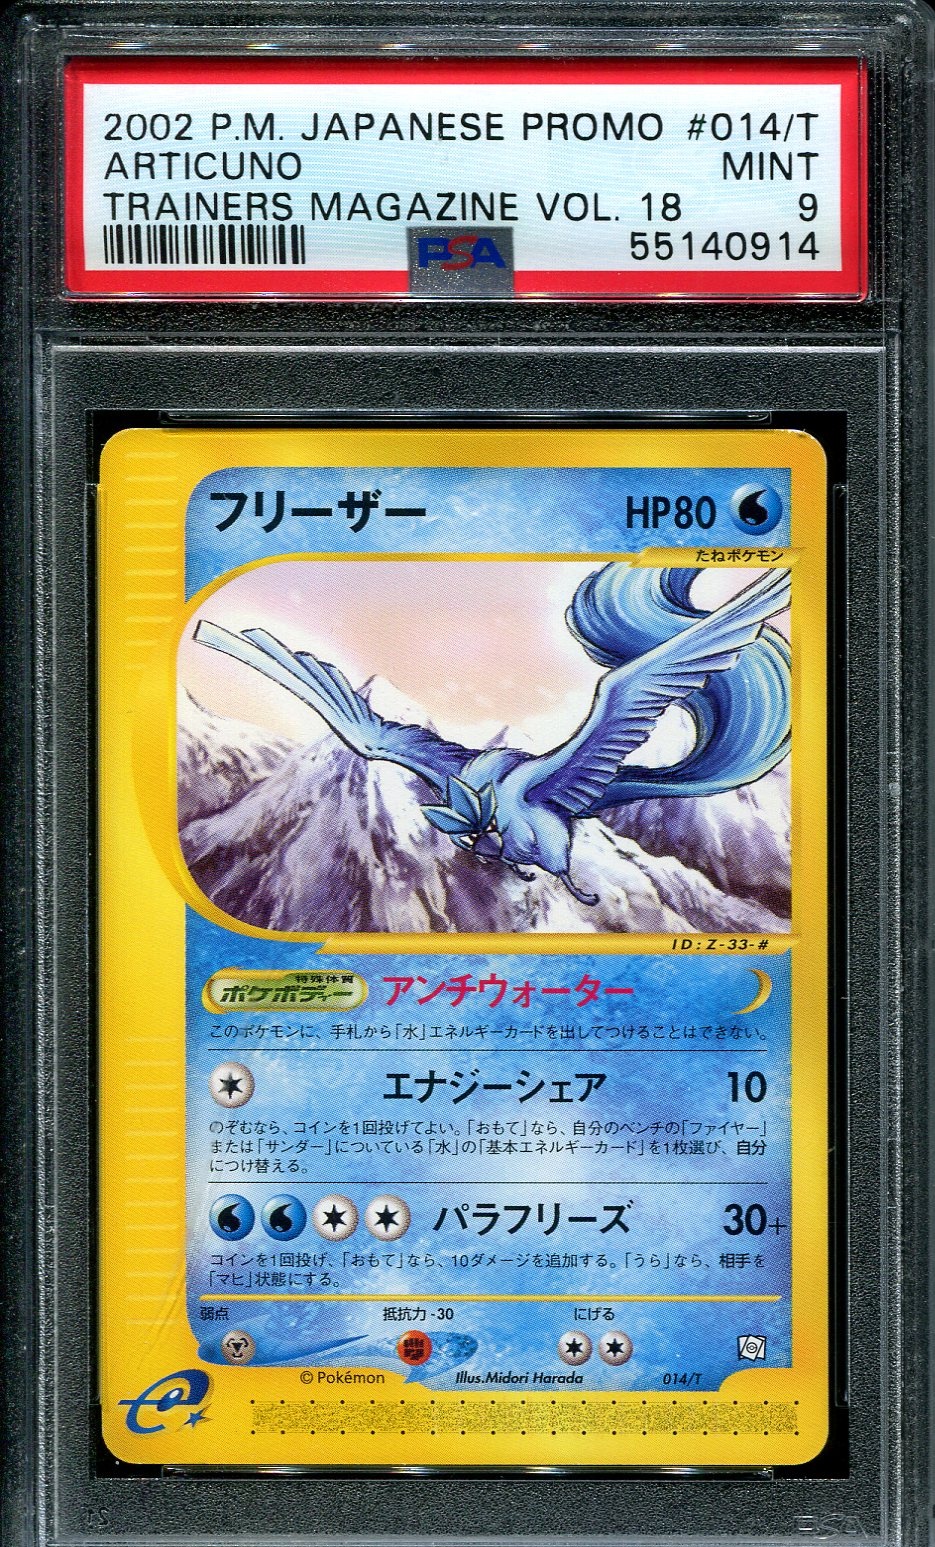 2002 P.M. JAPANESE PROMO #014/T
ARTICUNO MINT
TRAINERS MAGAZINE VOL. 18 9
PSA 55140914
フリーザー HP80
たねポケモン
ID:Z-33-#
特殊体質
ポケボディー アンチウォーター
このポケモンに、手札から「水」エネルギーカードを出してつけることはできない。
エナジーシェア 10
のぞむなら、コインを1回投げてよい。「おもて」なら、自分のベンチの「ファイヤー」
または「サンダー」についている「水」の「基本エネルギーカード」を1枚選び、自分
につけ替える。
パラフリーズ 30+
コインを1回投げ、「おもて」なら、10ダメージを追加する。「うら」なら、相手を
「マヒ」状態にする。
弱点 抵抗力-30 にげる
©Pokémon Illus.Midori Harada 014/T
e
PSA